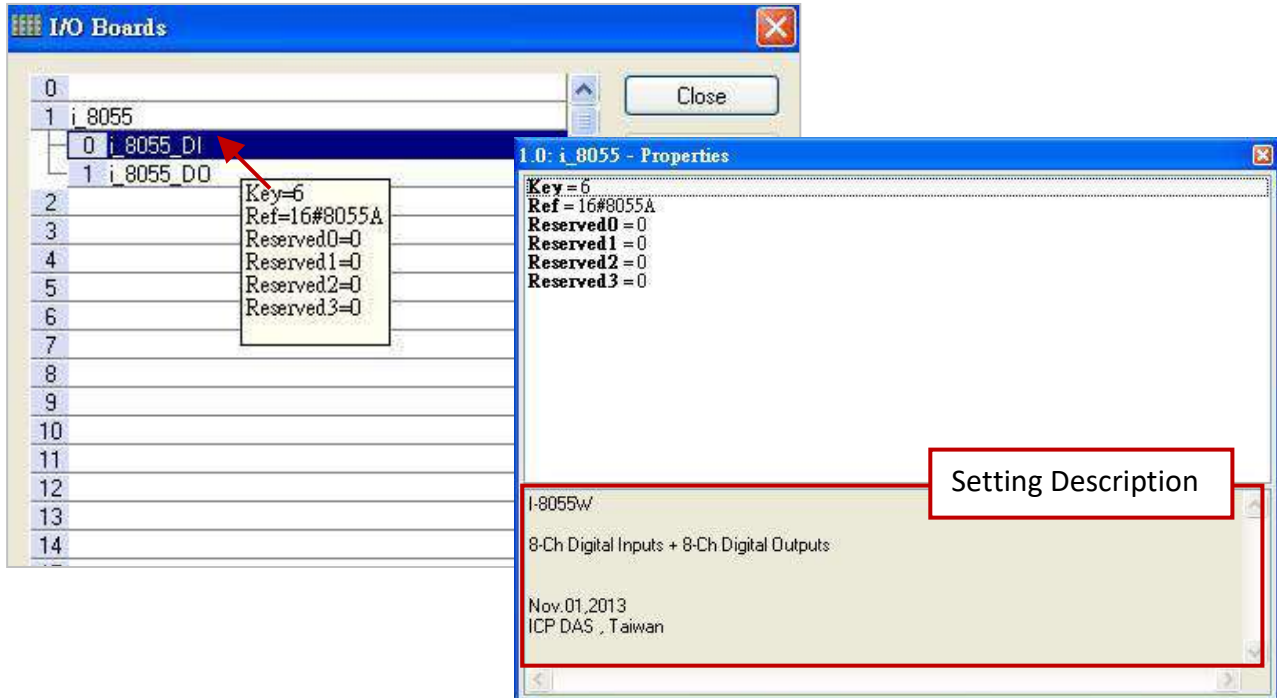 I/O Boards
Close
0
1 i_8055
0 i_8055_DI
1 i_8055_DO
2
3
4
5
6
7
8
9
10
11
12
13
14
Key=6
Ref=16#8055A
Reserved0=0
Reserved1=0
Reserved2=0
Reserved3=0
1.0: i_8055 - Properties
Key = 6
Ref = 16#8055A
Reserved0 = 0
Reserved1 = 0
Reserved2 = 0
Reserved3 = 0
Setting Description
I-8055W
8-Ch Digital Inputs + 8-Ch Digital Outputs
Nov.01,2013
ICP DAS , Taiwan